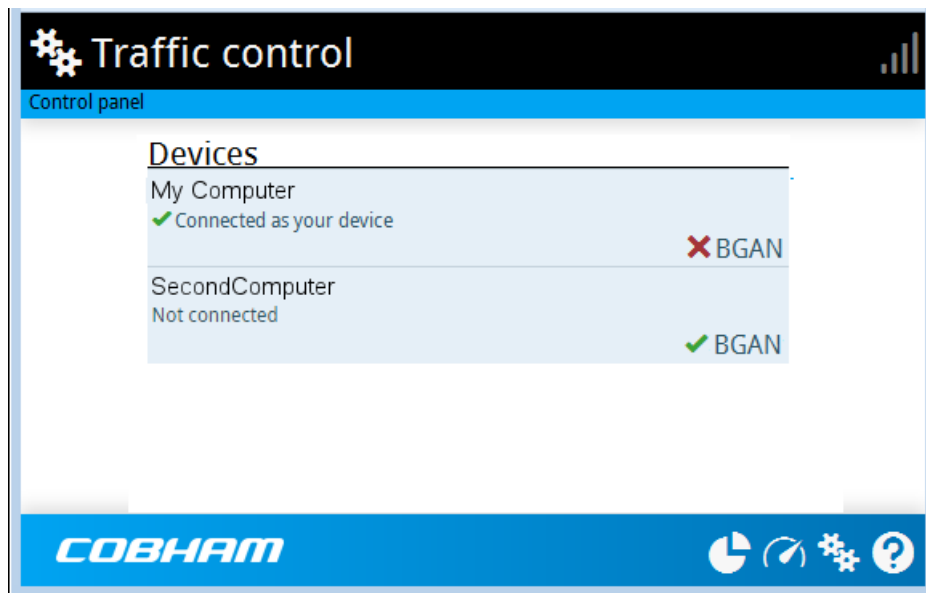 Traffic control
Control panel
Devices
My Computer
Connected as your device
BGAN
SecondComputer
Not connected
BGAN
COBHAM
?